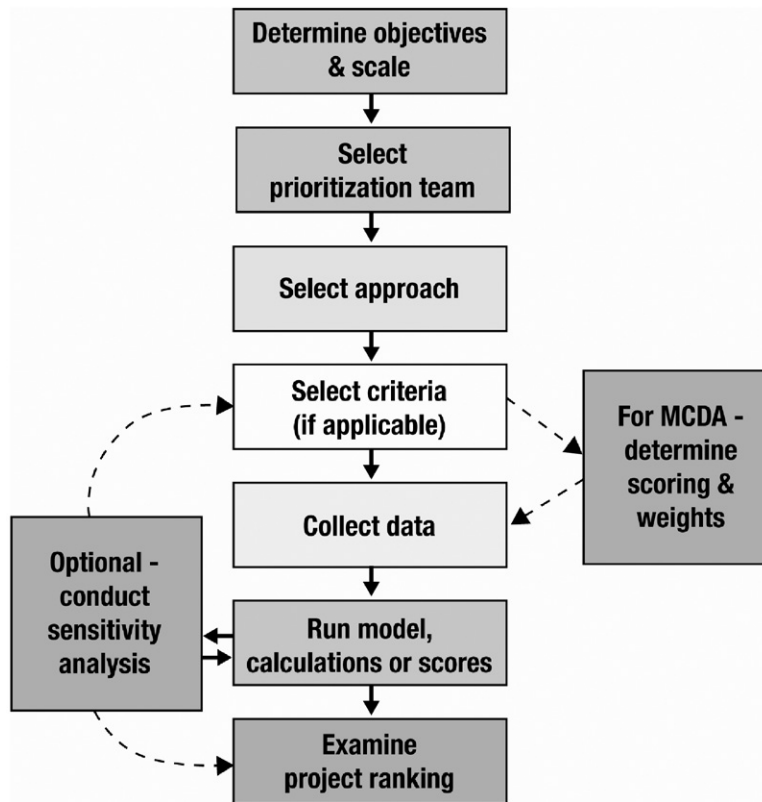 Determine objectives
& scale
Select
prioritization team
Select approach
Select criteria
(if applicable)
For MCDA -
determine
scoring &
weights
Collect data
Optional -
conduct
sensitivity
analysis
Run model,
calculations or scores
Examine
project ranking